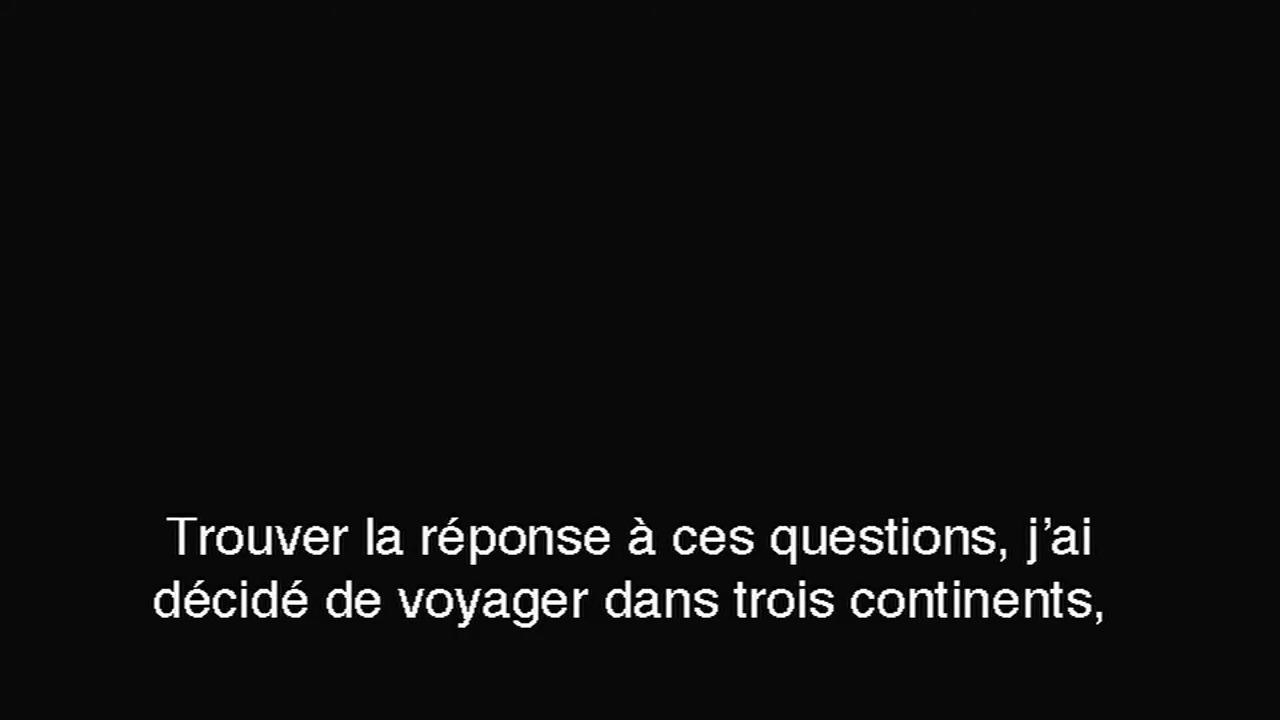 Trouver la réponse à ces questions, j’ai
décidé de voyager dans trois continents,